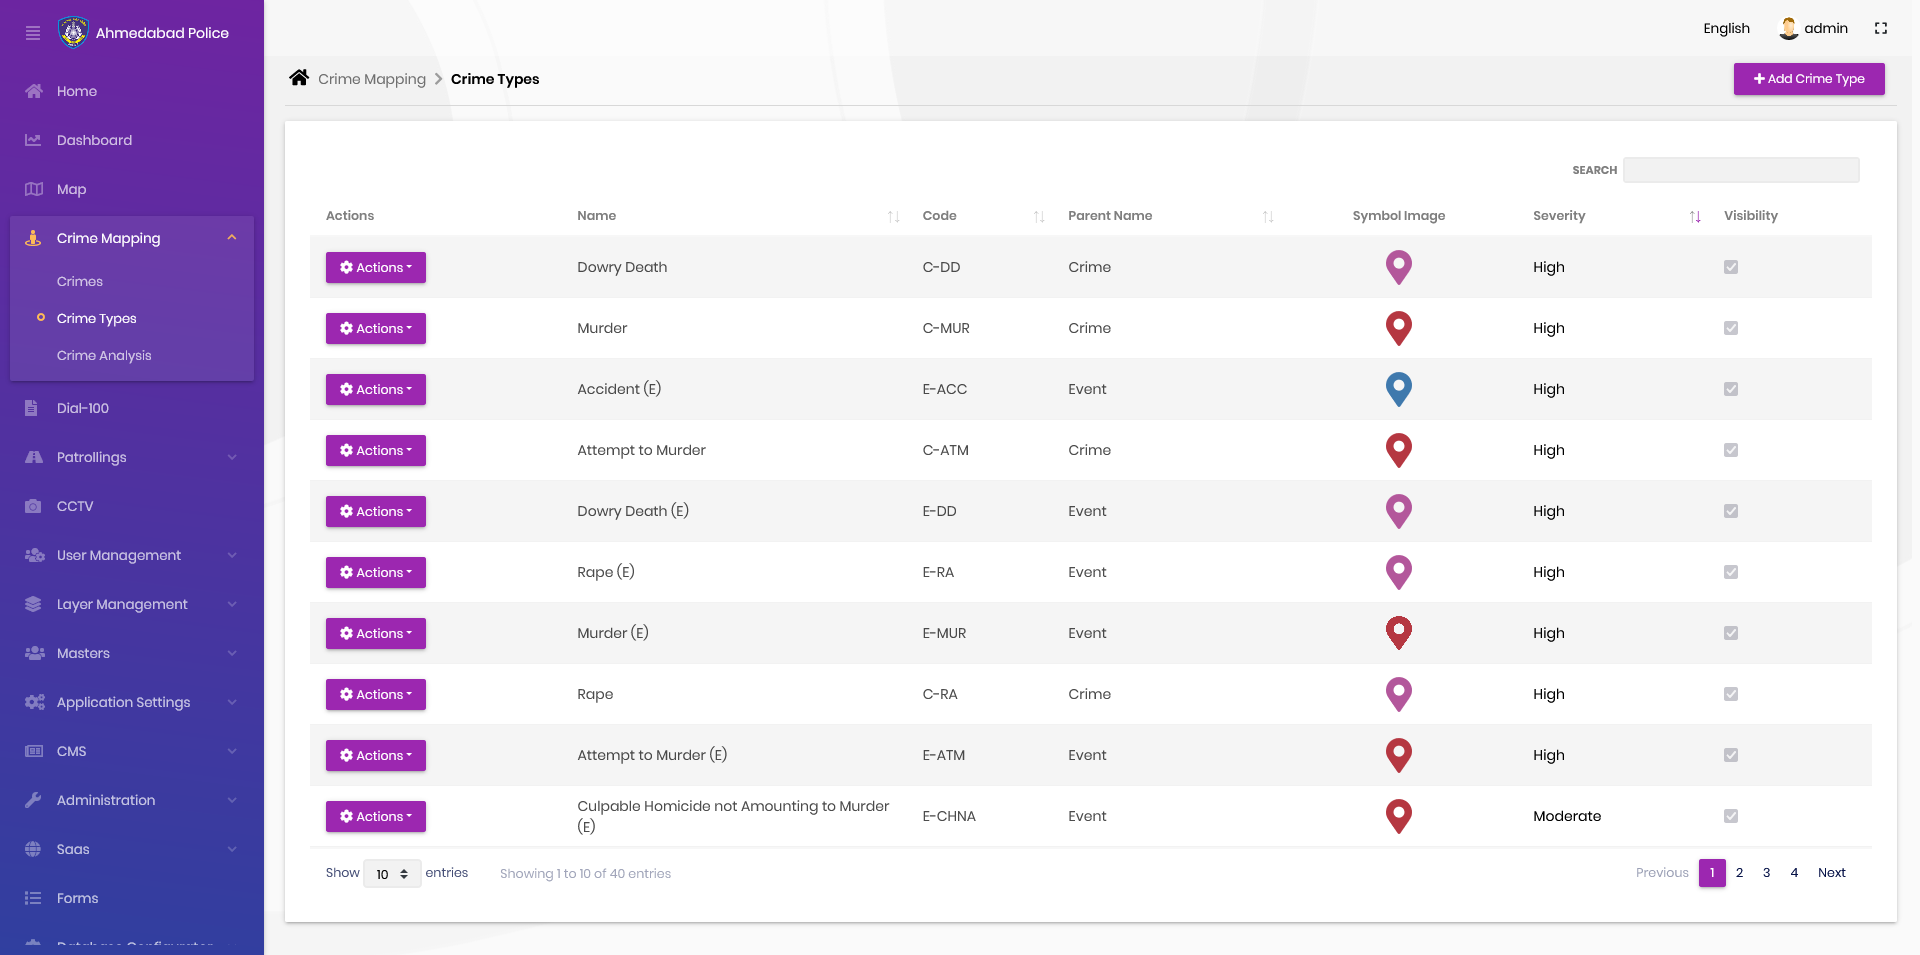 Ahmedabad Police
English
admin
Home
Dashboard
Map
Crime Mapping
Crimes
Crime Types
Crime Analysis
Dial-100
Patrollings
CCTV
User Management
Layer Management
Masters
Application Settings
CMS
Administration
Saas
Forms
Database Configurator
Crime Mapping > Crime Types
Add Crime Type
SEARCH
Actions Name Code Parent Name Symbol Image Severity Visibility
Actions Dowry Death C-DD Crime High
Actions Murder C-MUR Crime High
Actions Accident (E) E-ACC Event High
Actions Attempt to Murder C-ATM Crime High
Actions Dowry Death (E) E-DD Event High
Actions Rape (E) E-RA Event High
Actions Murder (E) E-MUR Event High
Actions Rape C-RA Crime High
Actions Attempt to Murder (E) E-ATM Event High
Actions Culpable Homicide not Amounting to Murder
(E) E-CHNA Event Moderate
Show 10 entries Showing 1 to 10 of 40 entries Previous 1 2 3 4 Next